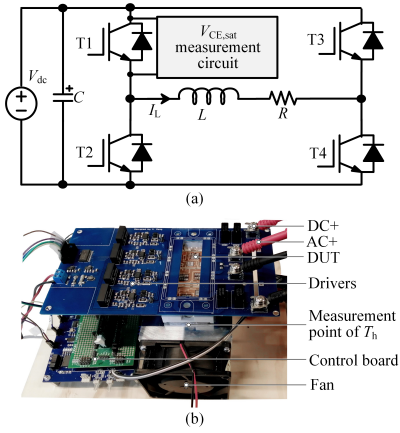 T1
V_CE,sat
measurement
circuit
T3
V_dc
C
I_L
L
R
T2
T4
(a)
DC+
AC+
DUT
Drivers
Measurement
point of T_h
Control board
Fan
(b)